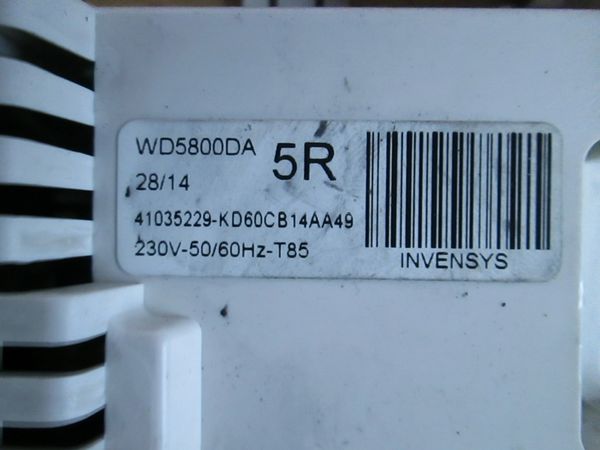 WD5800DA 5R
28/14
41035229-KD60CB14AA49
230V-50/60Hz-T85
INVENSYS